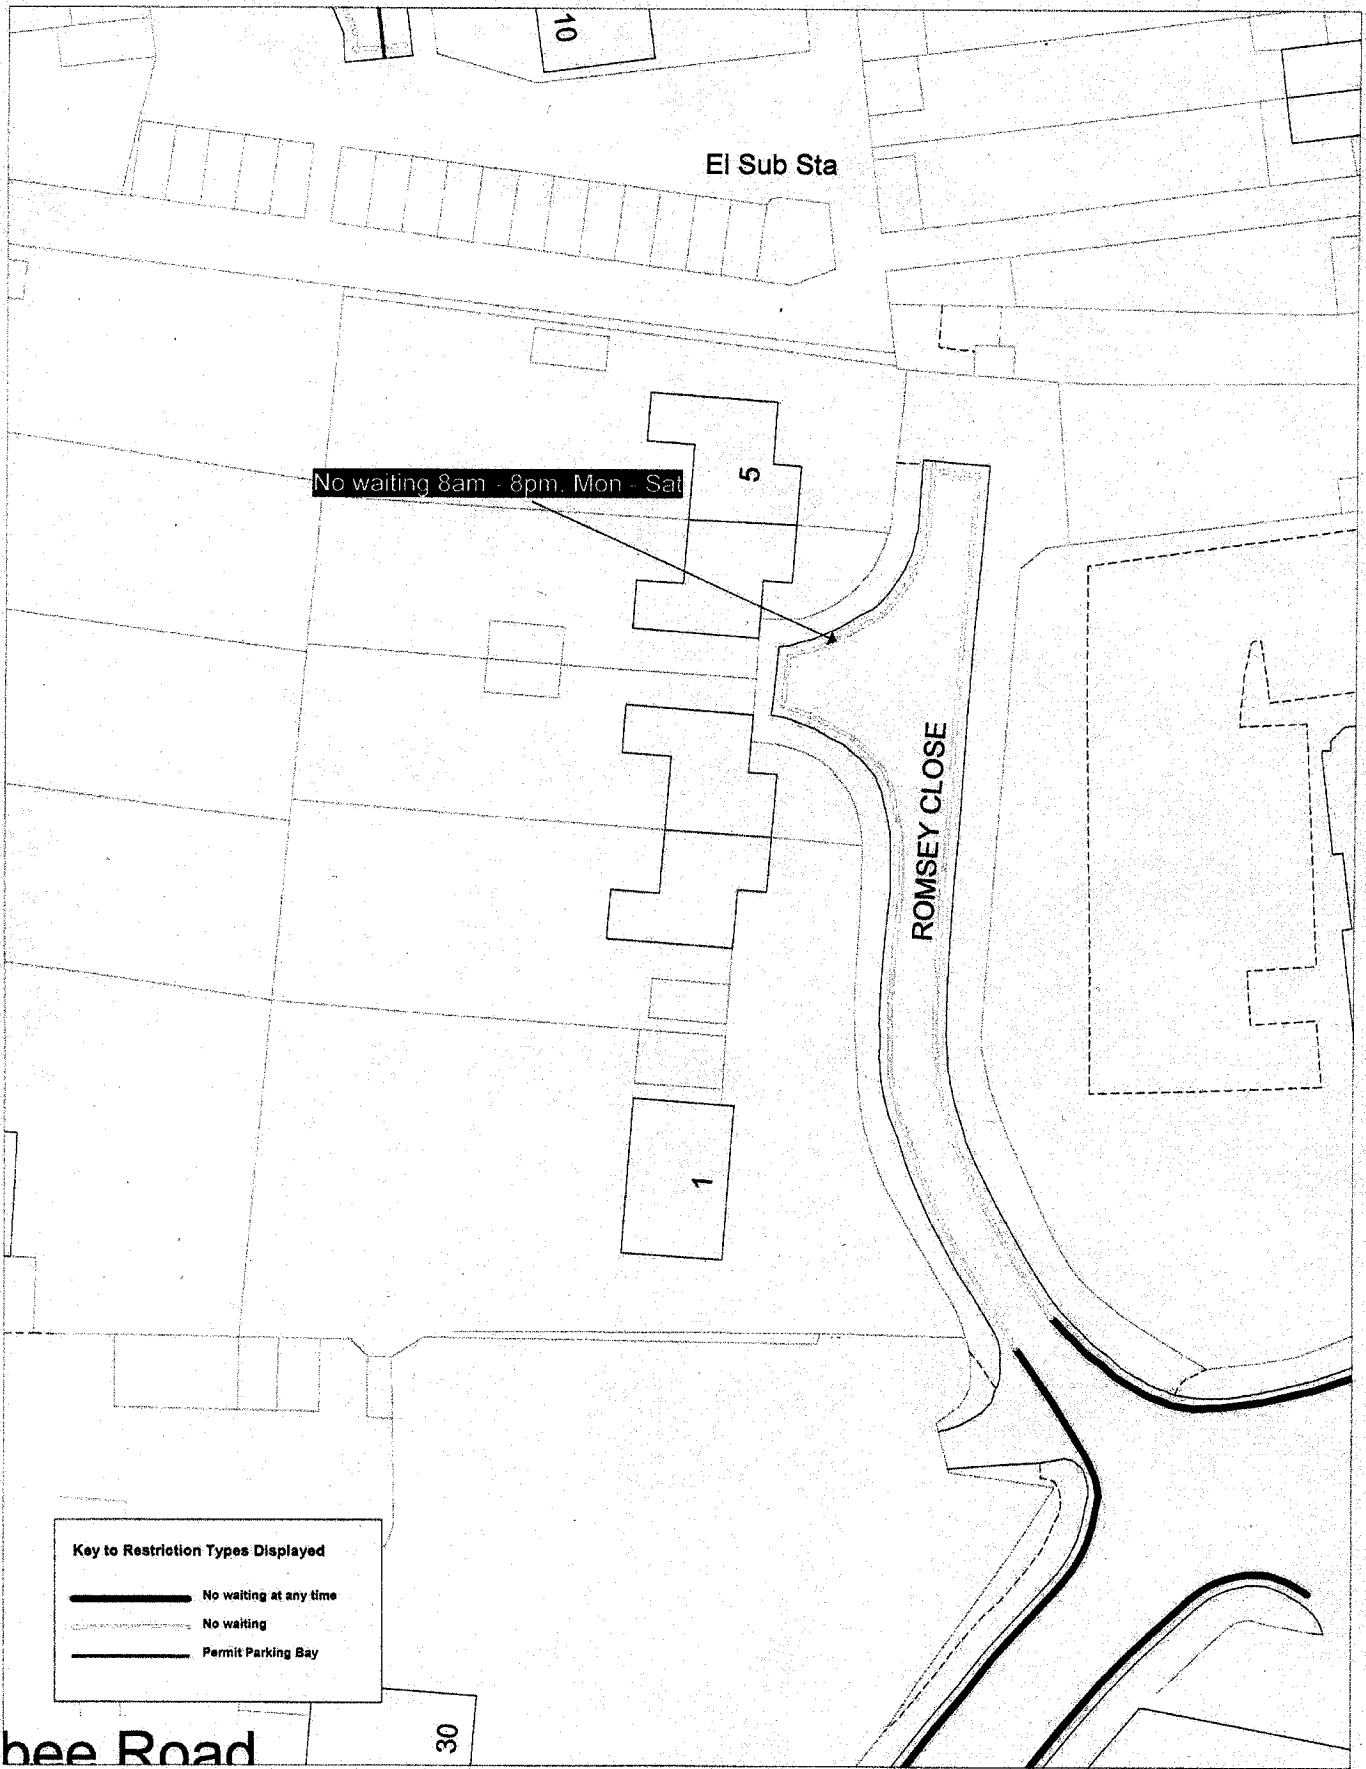 10
El Sub Sta
No waiting 8am - 8pm. Mon - Sat
5
ROMSEY CLOSE
1
Key to Restriction Types Displayed
No waiting at any time
No waiting
Permit Parking Bay
30
bee Road